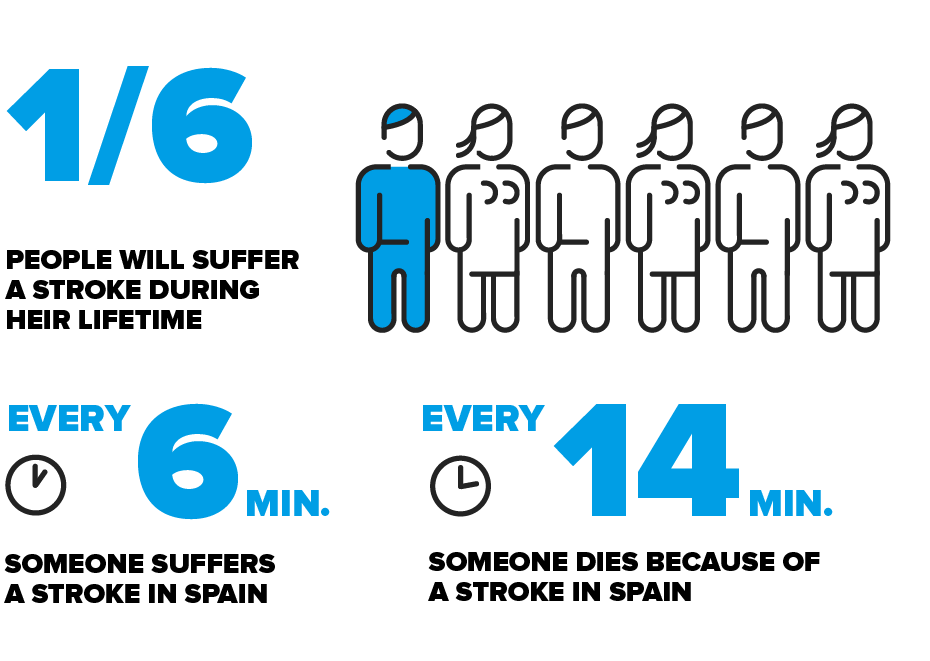 1/6
PEOPLE WILL SUFFER
A STROKE DURING
HEIR LIFETIME
EVERY 6 MIN.
SOMEONE SUFFERS
A STROKE IN SPAIN
EVERY 14 MIN.
SOMEONE DIES BECAUSE OF
A STROKE IN SPAIN